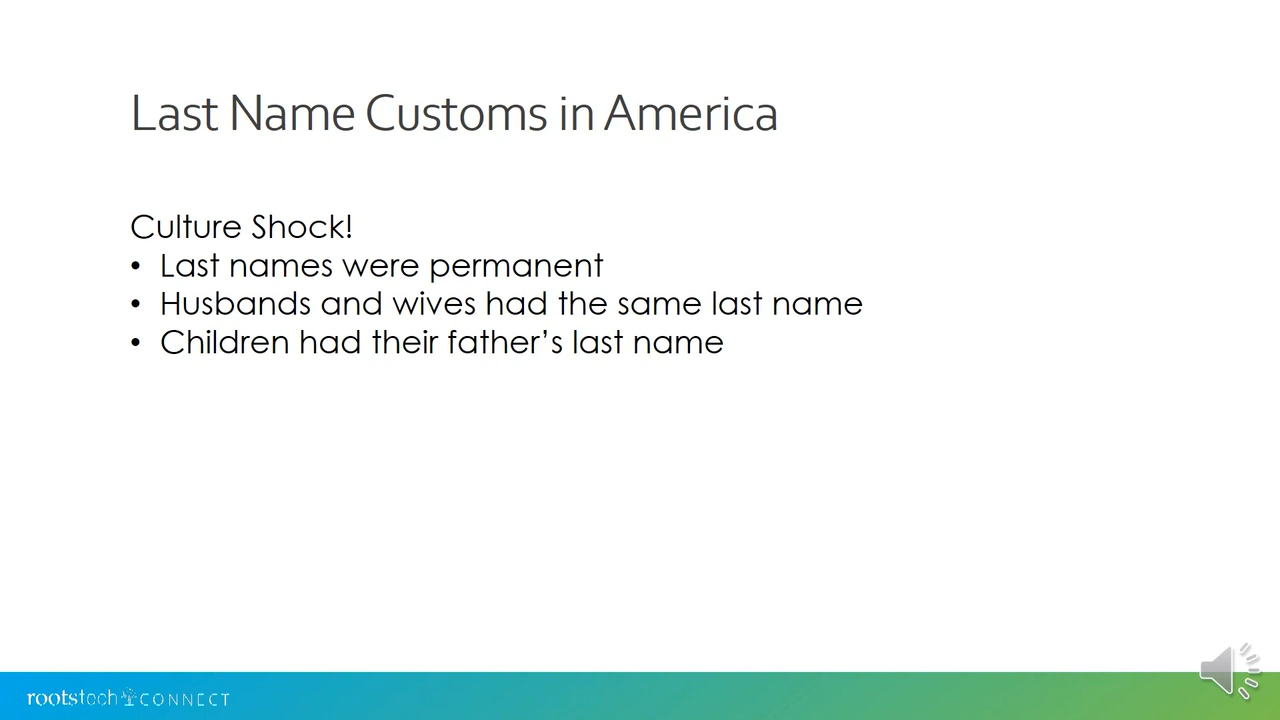 Last Name Customs in America
Culture Shock!
• Last names were permanent
• Husbands and wives had the same last name
• Children had their father’s last name
rootstech CONNECT